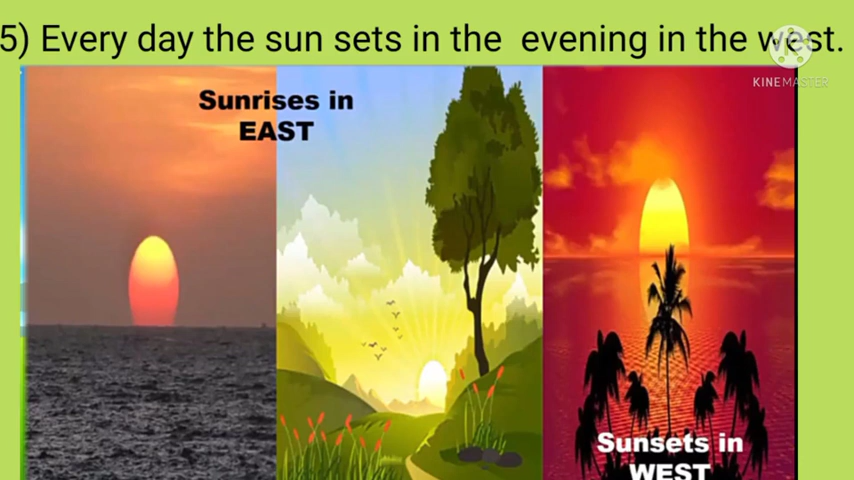 5) Every day the sun sets in the  evening in the west.
KINEMASTER
Sunrises in
EAST
Sunsets in
WEST